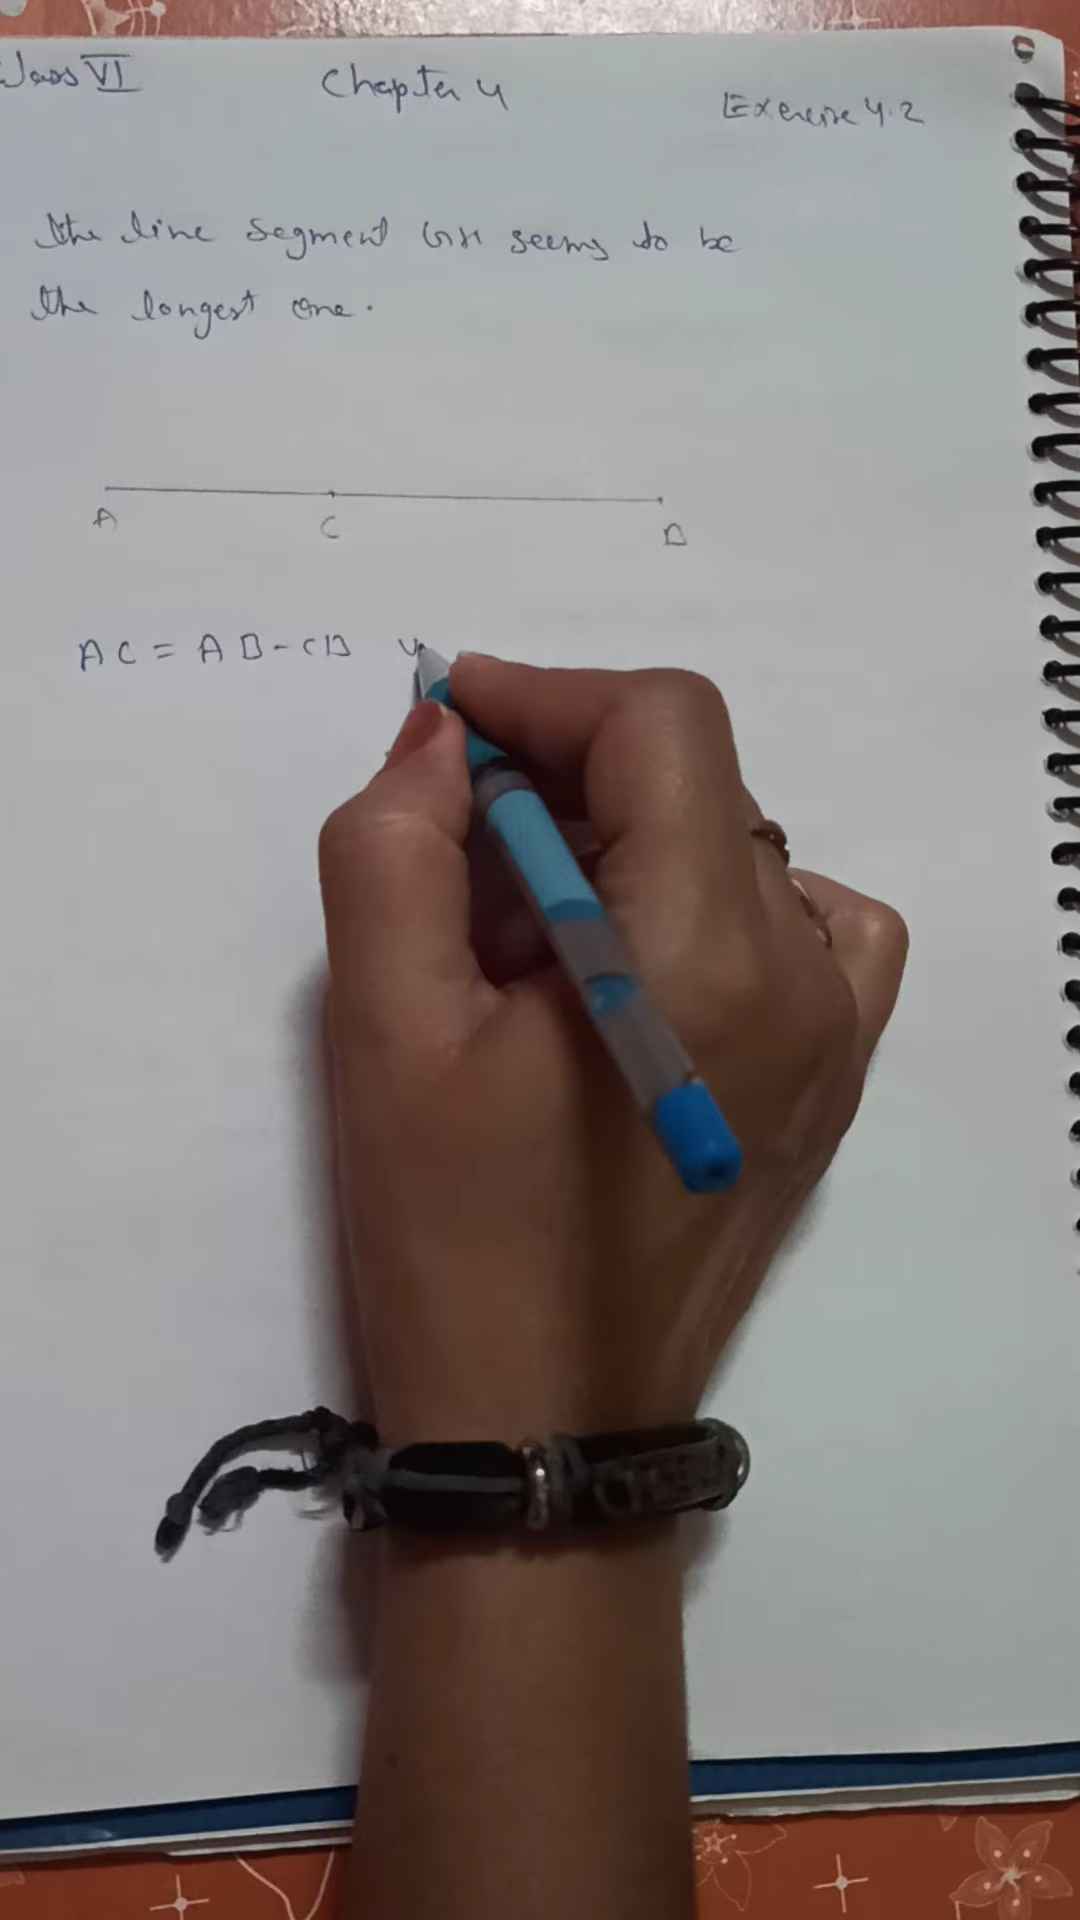 Class VI Chapter 4 Exercise 4.2
The line segment GH seems to be
the longest one.
A C B
AC = AB - CB